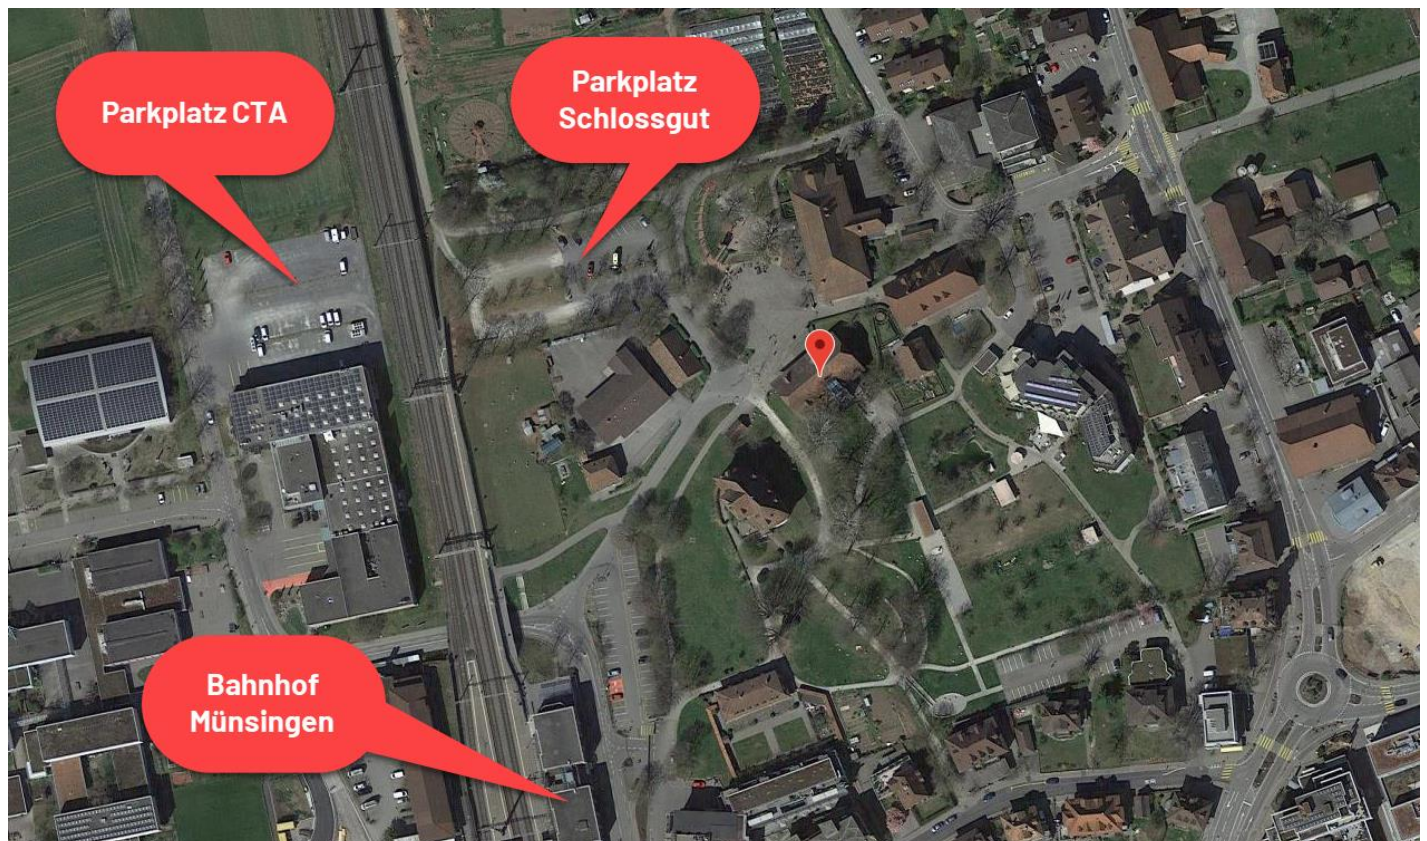 Parkplatz CTA
Parkplatz
Schlossgut
Bahnhof
Münsingen